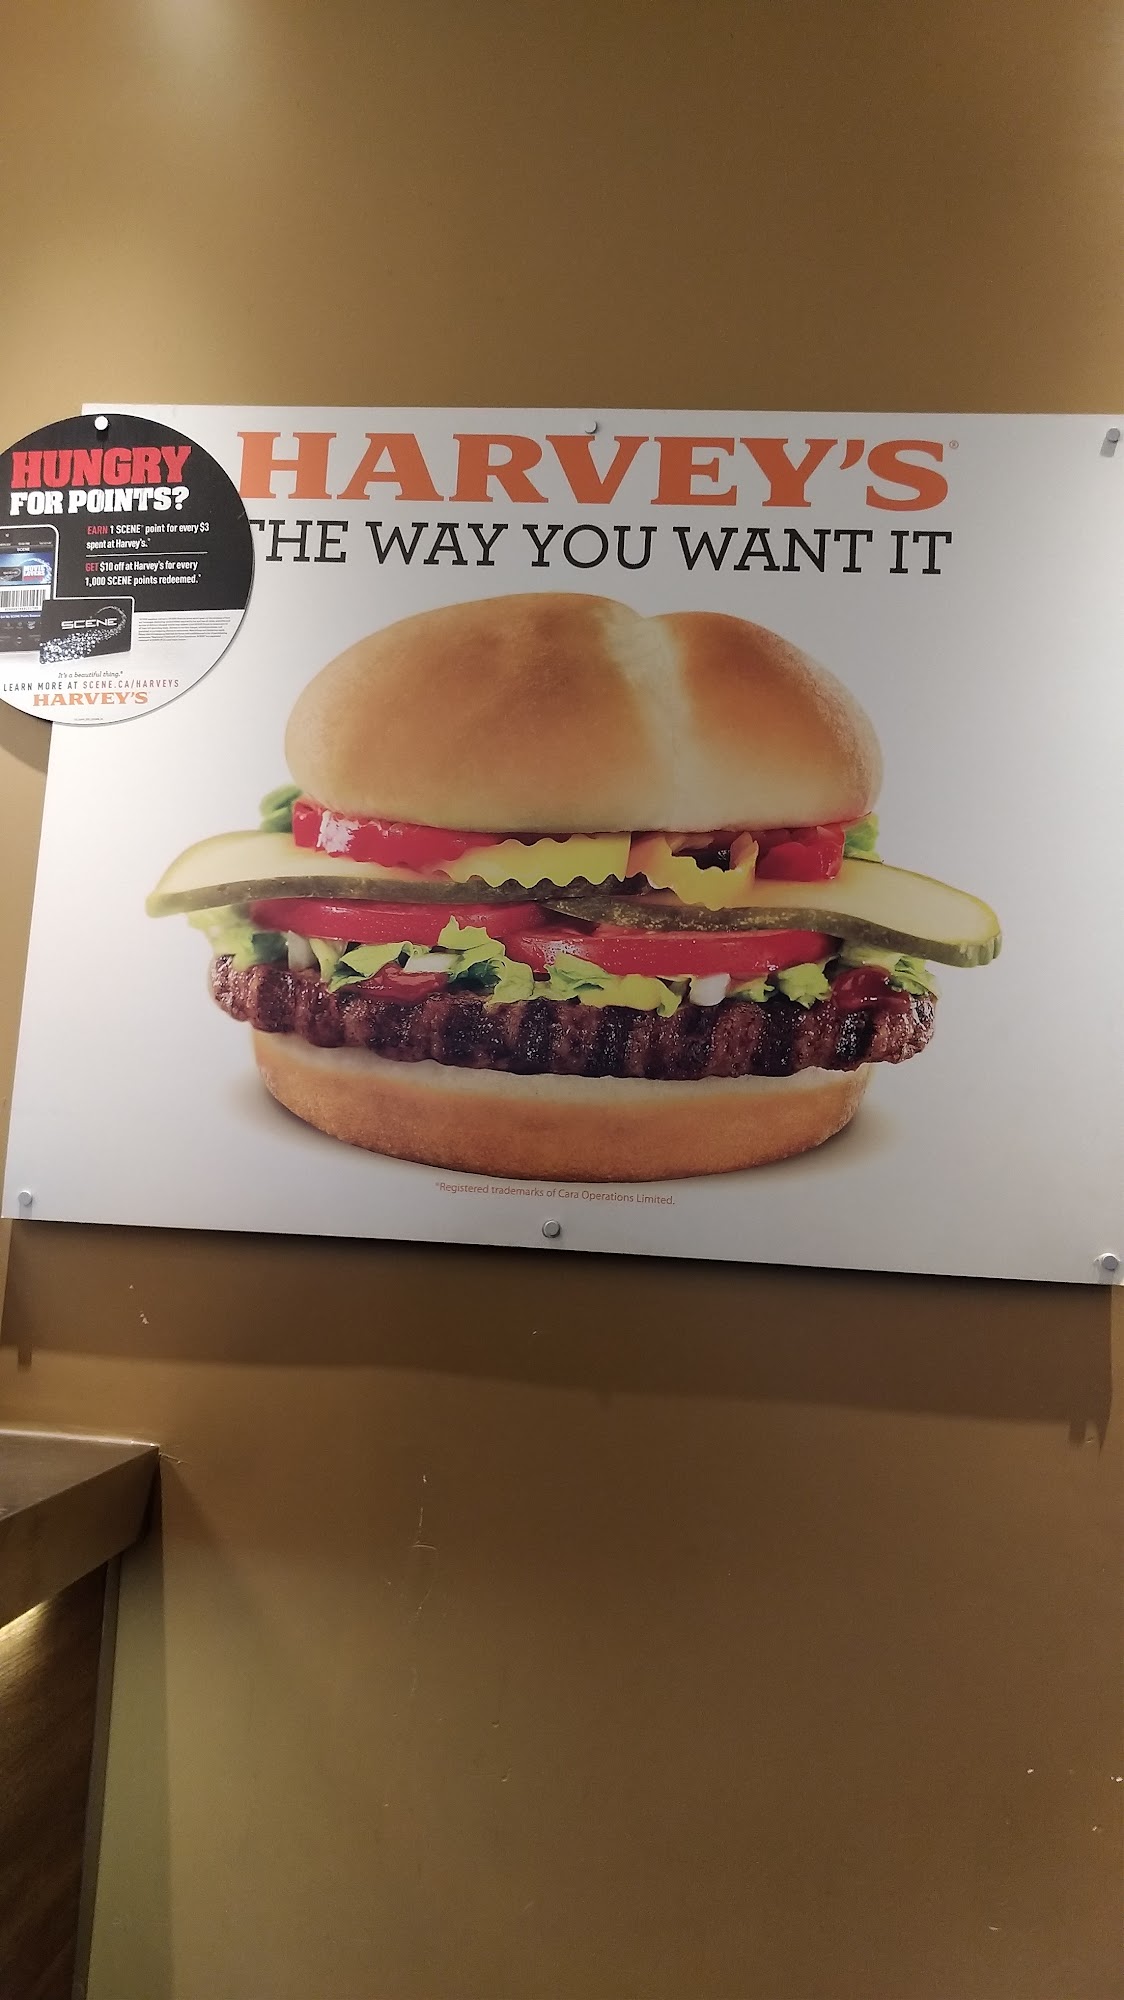 HARVEY'S®
THE WAY YOU WANT IT
HUNGRY
FOR POINTS?
EARN 1 SCENE* point for every $3
spent at Harvey's.*
GET $10 off at Harvey's for every
1,000 SCENE points redeemed.*
SCENE
SCENE
It's a beautiful thing.®
LEARN MORE AT SCENE.CA/HARVEYS
HARVEY'S
®Registered trademarks of Cara Operations Limited.